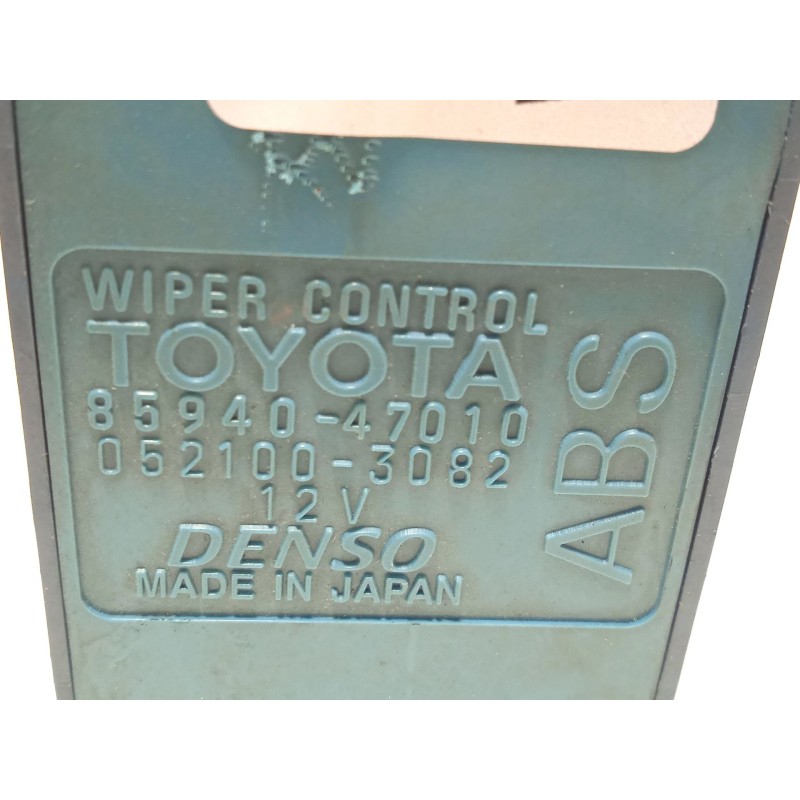 WIPER CONTROL
TOYOTA
85940-47010
052100-3082
12V
DENSO
MADE IN JAPAN
ABS